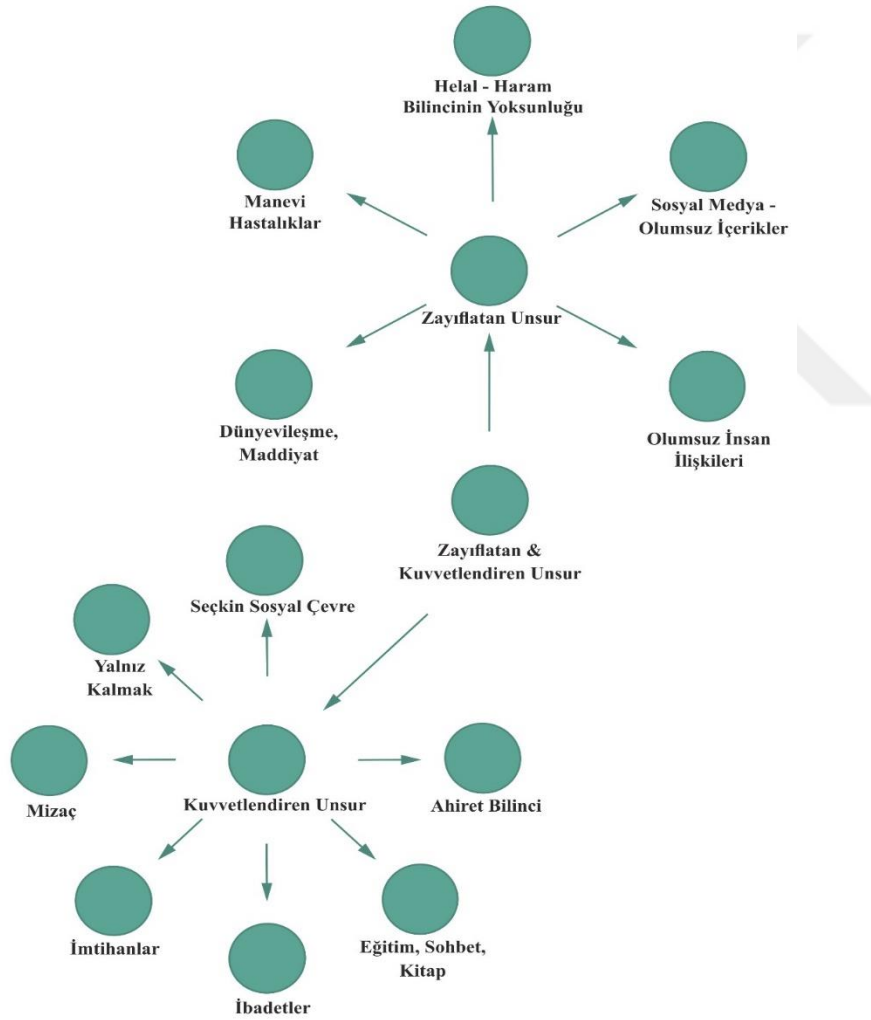 Helal - Haram
Bilincinin Yoksunluğu
Manevi
Hastalıklar
Sosyal Medya -
Olumsuz İçerikler
Zayıflatan Unsur
Dünyevileşme,
Maddiyat
Olumsuz İnsan
İlişkileri
Zayıflatan &
Kuvvetlendiren Unsur
Seçkin Sosyal Çevre
Yalnız
Kalmak
Mizaç
Kuvvetlendiren Unsur
Ahiret Bilinci
İmtihanlar
İbadetler
Eğitim, Sohbet,
Kitap